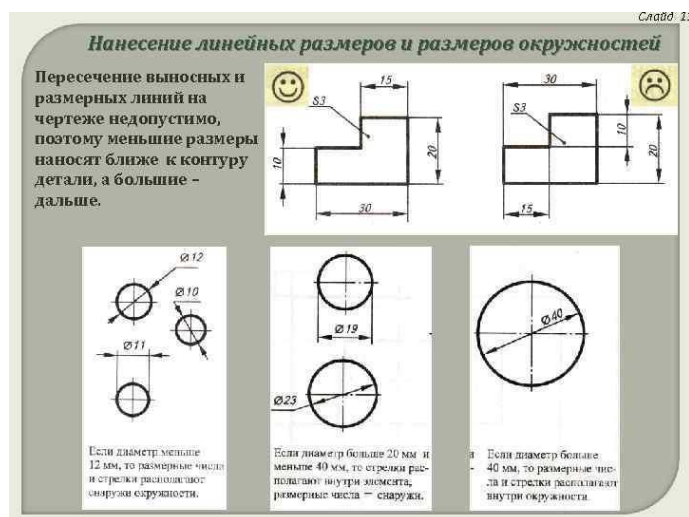 Слайд 1
Нанесение линейных размеров и размеров окружностей
Пересечение выносных и
размерных линий на
чертеже недопустимо,
поэтому меньшие размеры
наносят ближе к контуру
детали, а большие –
дальше.
15
S3
10
20
30
30
S3
10
20
15
Ø12
Ø10
Ø11
Если диаметр меньше
12 мм, то размерные числа
и стрелки располагают
снаружи окружности.
Ø19
Ø23
Если диаметр больше 20 мм и
меньше 40 мм, то стрелки рас-
полагают внутри элемента,
размерные числа – снаружи.
Ø40
Если диаметр больше
40 мм, то размерные чис-
ла и стрелки располагают
внутри окружности.